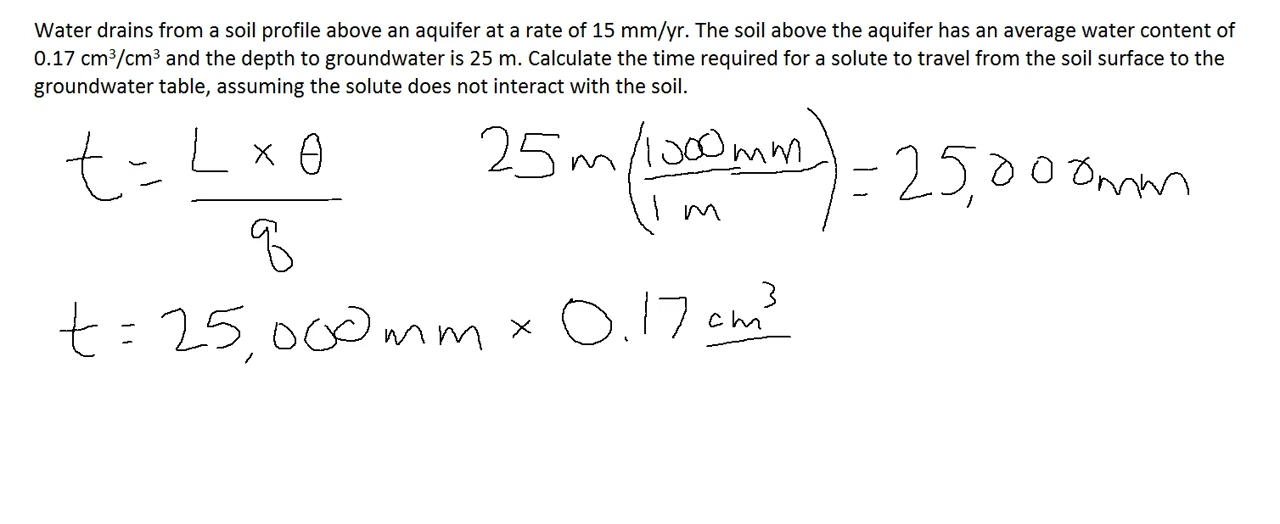 Water drains from a soil profile above an aquifer at a rate of 15 mm/yr. The soil above the aquifer has an average water content of
0.17 cm³/cm³ and the depth to groundwater is 25 m. Calculate the time required for a solute to travel from the soil surface to the
groundwater table, assuming the solute does not interact with the soil.
t = (L × θ) / q
25 m (1000 mm / 1 m) = 25,000 mm
t = 25,000 mm × 0.17 cm³